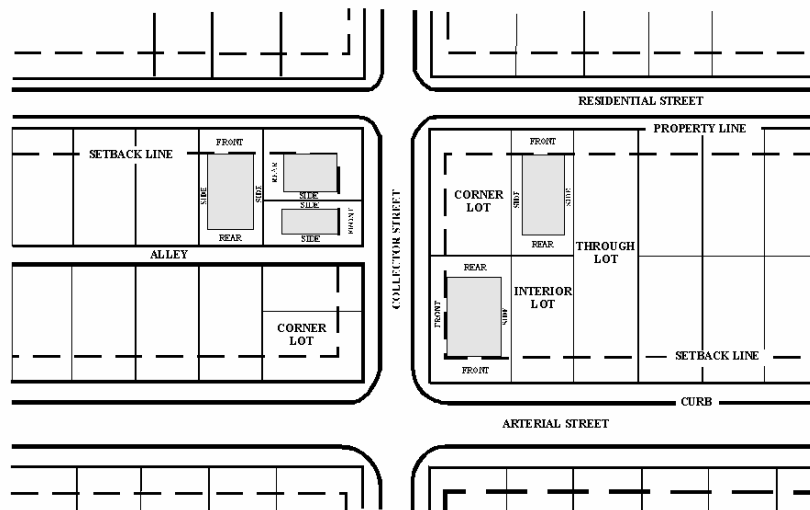 RESIDENTIAL STREET
PROPERTY LINE
SETBACK LINE
FRONT
SIDE
SIDE
REAR
REAR
SIDE
SIDE
SIDE
FRONT
ALLEY
COLLECTOR STREET
CORNER
LOT
FRONT
SIDE
SIDE
REAR
THROUGH
LOT
CORNER
LOT
REAR
FRONT
SIDE
FRONT
INTERIOR
LOT
SETBACK LINE
CURB
ARTERIAL STREET